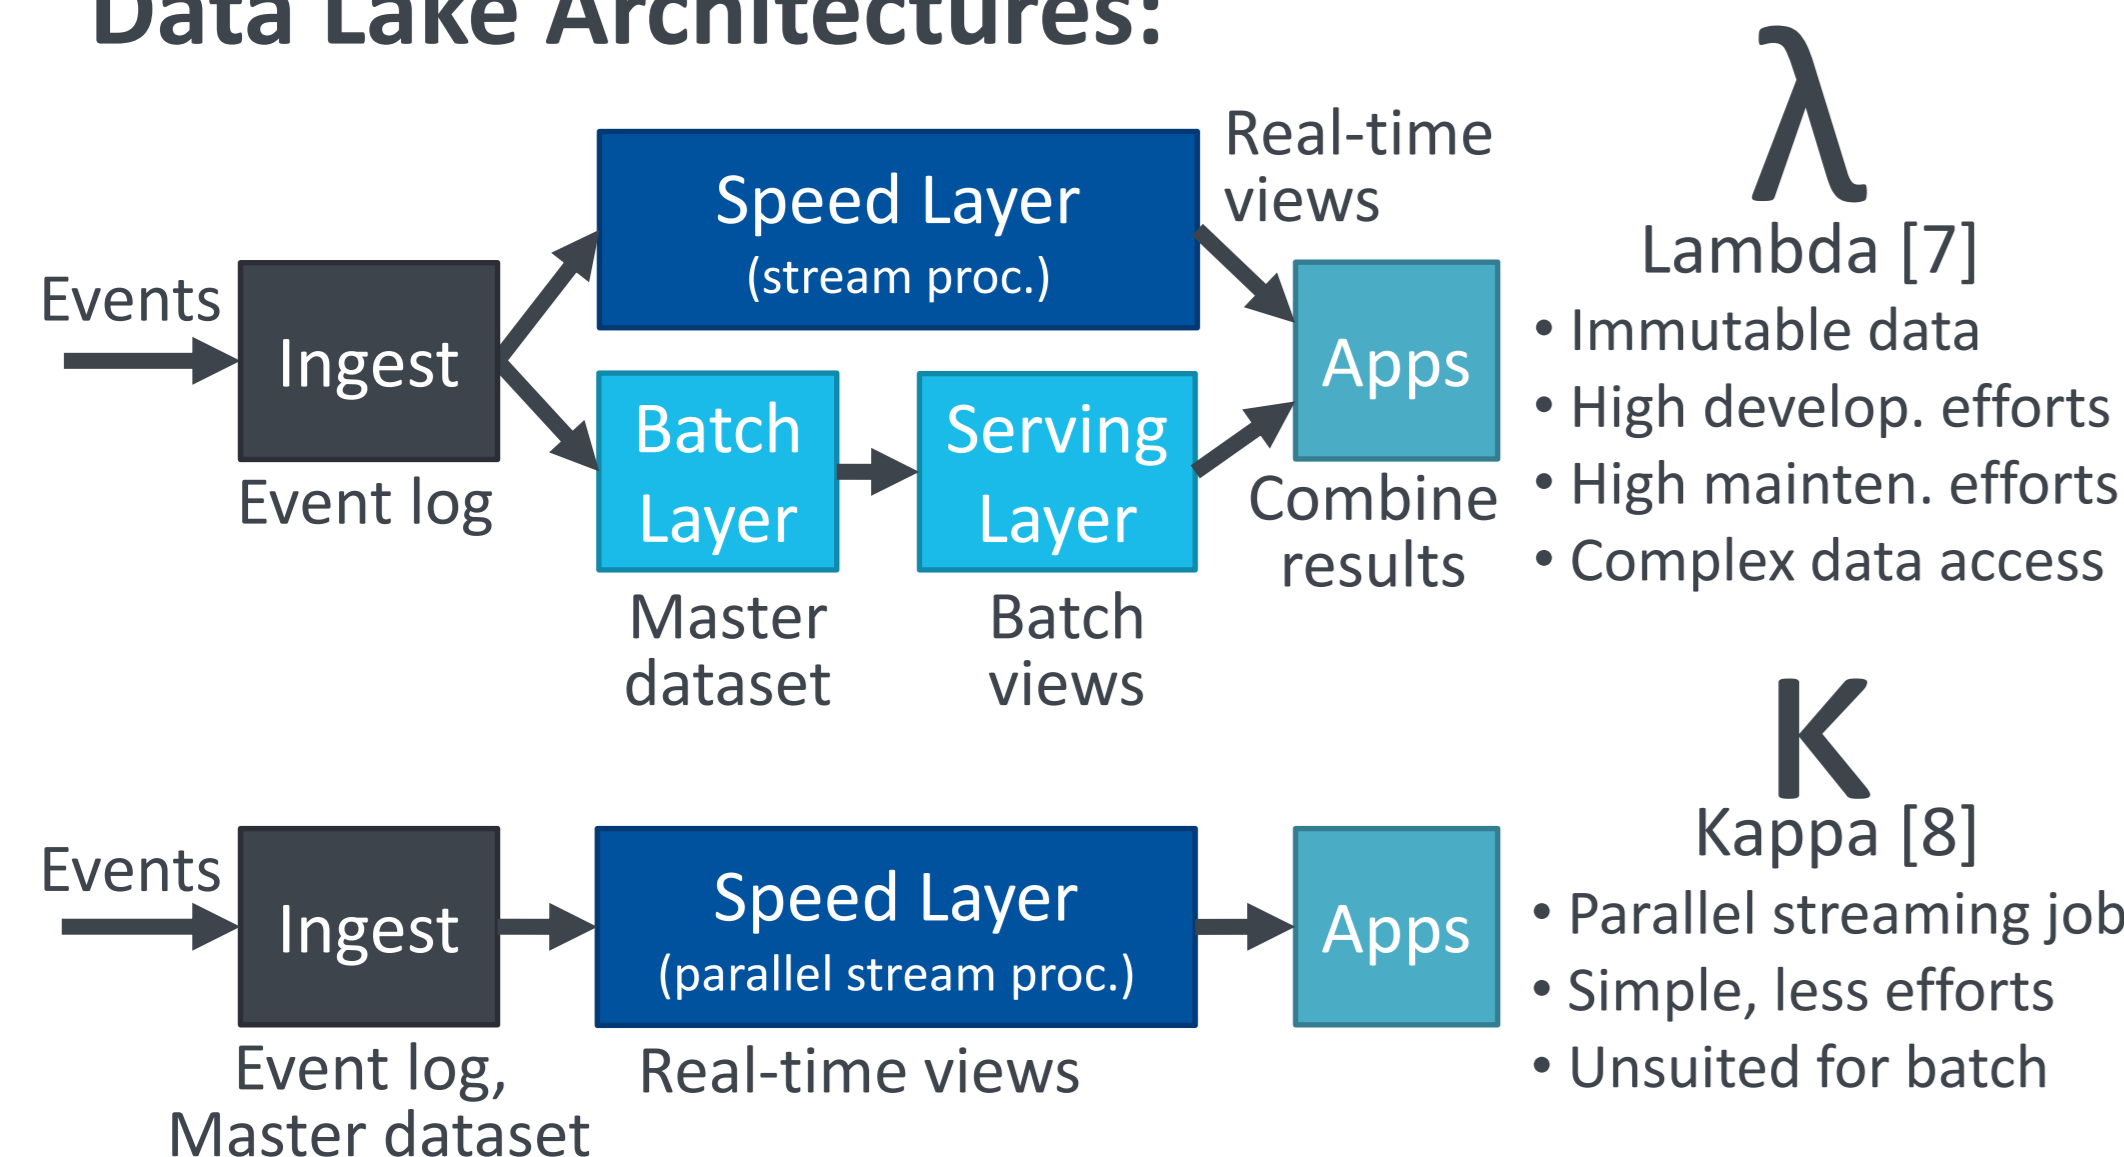 Data Lake Architectures:
Events
Ingest
Event log
Speed Layer
(stream proc.)
Batch
Layer
Master
dataset
Serving
Layer
Batch
views
Real-time
views
Apps
Combine
results
λ
Lambda [7]
• Immutable data
• High develop. efforts
• High mainten. efforts
• Complex data access
Events
Ingest
Event log,
Master dataset
Speed Layer
(parallel stream proc.)
Real-time views
Apps
κ
Kappa [8]
• Parallel streaming job
• Simple, less efforts
• Unsuited for batch